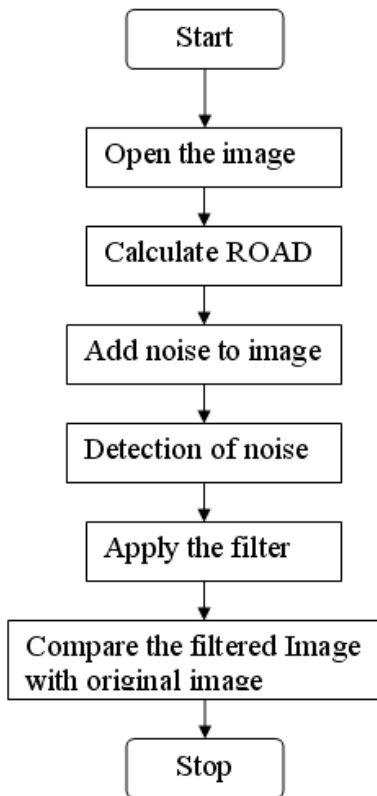 Start
Open the image
Calculate ROAD
Add noise to image
Detection of noise
Apply the filter
Compare the filtered Image
with original image
Stop